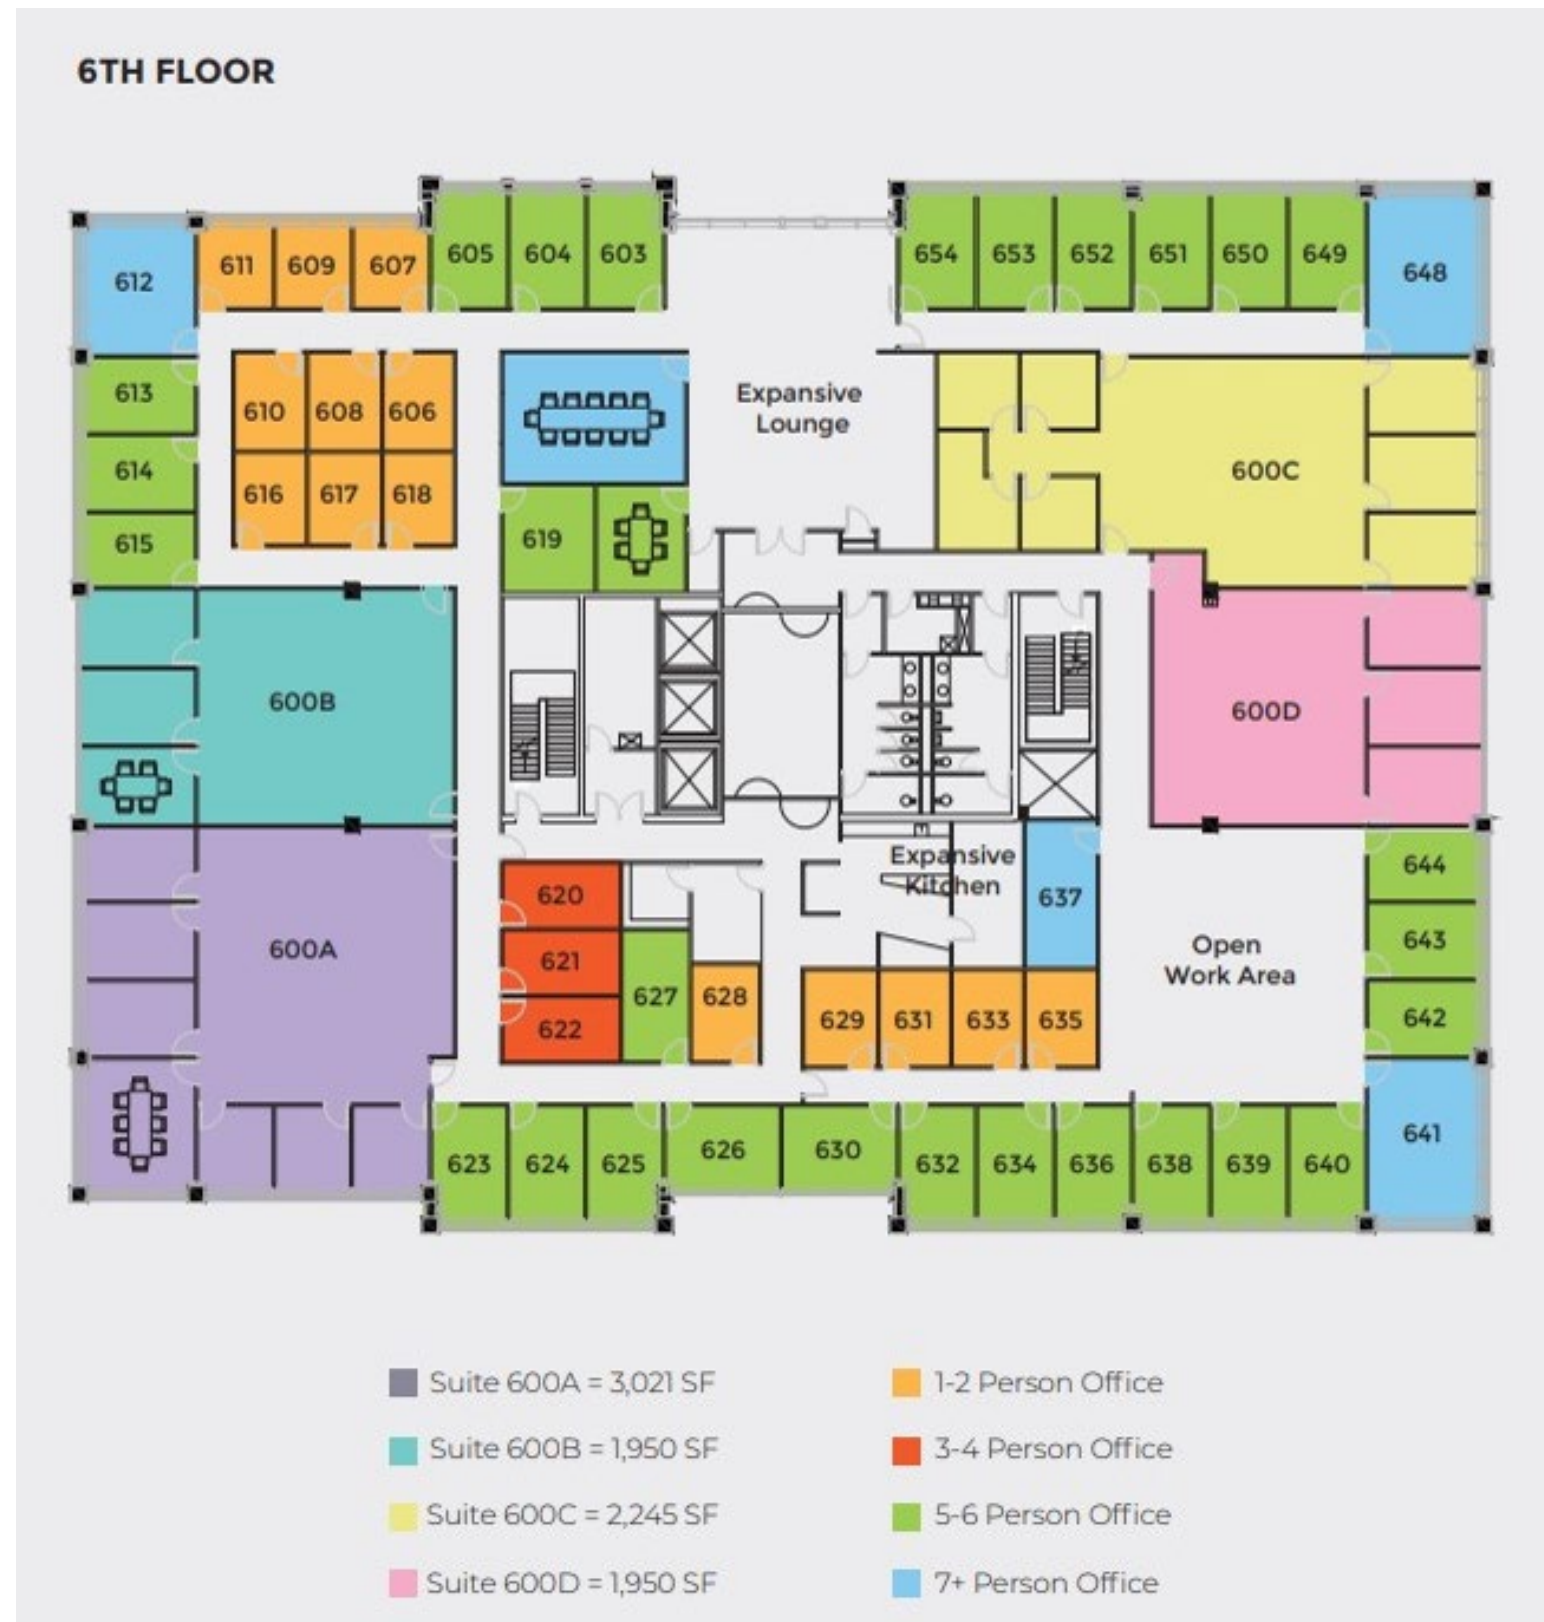 6TH FLOOR
605 604 603
654 653 652 651 650 649
611 609 607
612
648
613
610 608 606
Expansive
Lounge
614
600C
616 617 618
615
619
600B
600D
Expansive
Kitchen
644
620
637
600A
643
Open
Work Area
621
627 628
622
629 631 633 635
642
641
626 630
623 624 625
632 634 636 638 639 640
Suite 600A = 3,021 SF
Suite 600B = 1,950 SF
Suite 600C = 2,245 SF
Suite 600D = 1,950 SF
1-2 Person Office
3-4 Person Office
5-6 Person Office
7+ Person Office